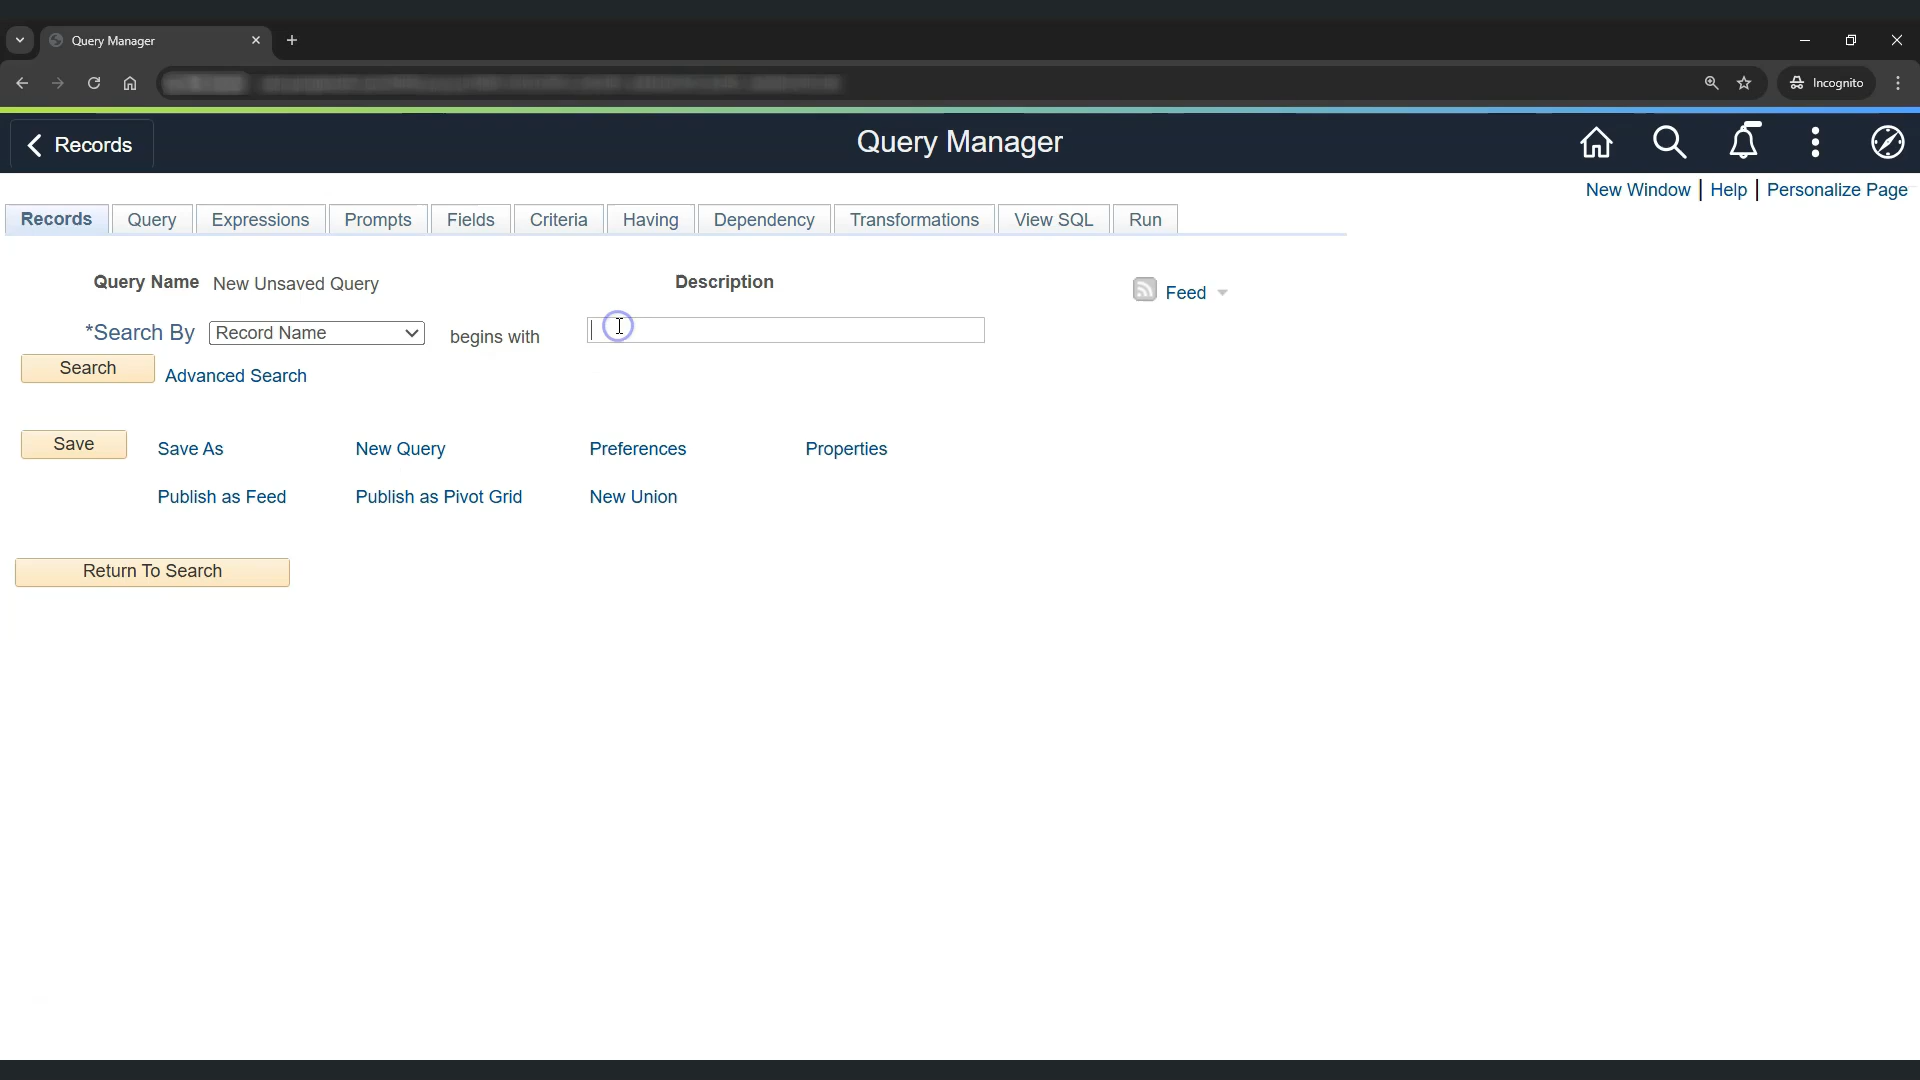 Query Manager
Incognito
Records
Query Manager
New Window | Help | Personalize Page
Records Query Expressions Prompts Fields Criteria Having Dependency Transformations View SQL Run
Query Name New Unsaved Query Description Feed
*Search By Record Name begins with
Search Advanced Search
Save Save As New Query Preferences Properties
Publish as Feed Publish as Pivot Grid New Union
Return To Search